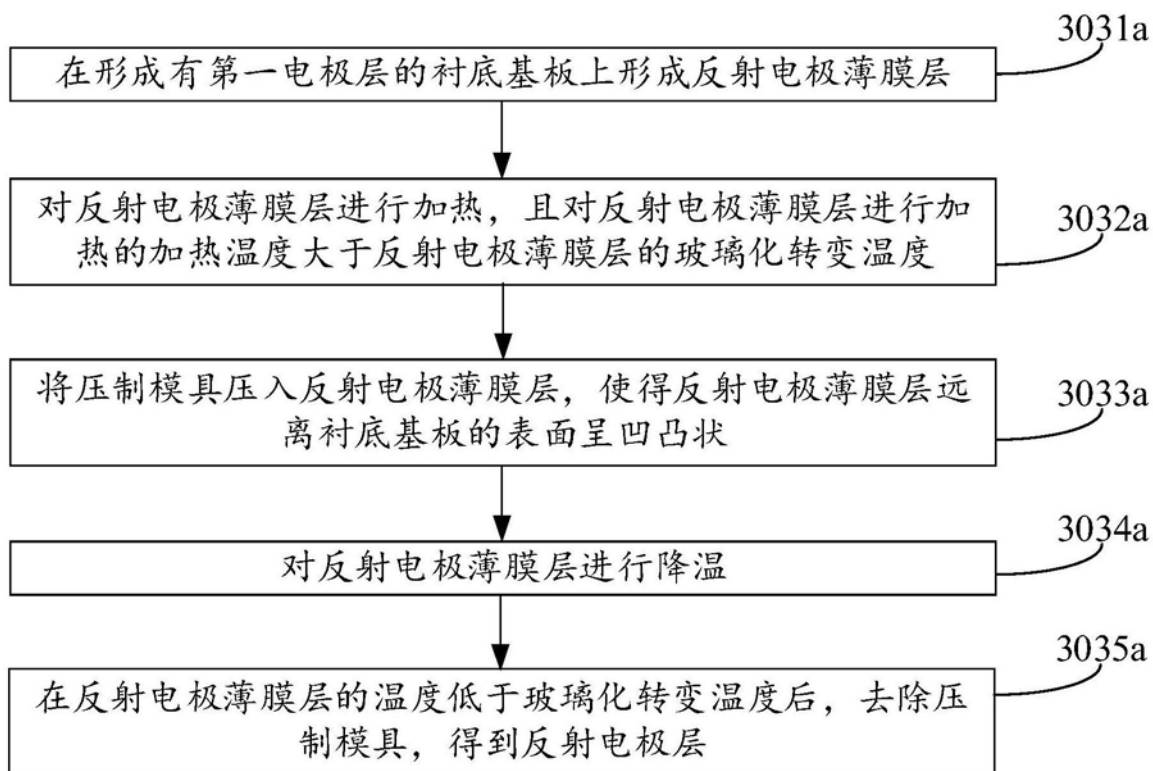 3031a
在形成有第一电极层的衬底基板上形成反射电极薄膜层
对反射电极薄膜层进行加热，且对反射电极薄膜层进行加
热的加热温度大于反射电极薄膜层的玻璃化转变温度
3032a
将压制模具压入反射电极薄膜层，使得反射电极薄膜层远
离衬底基板的表面呈凹凸状
3033a
3034a
对反射电极薄膜层进行降温
3035a
在反射电极薄膜层的温度低于玻璃化转变温度后，去除压
制模具，得到反射电极层